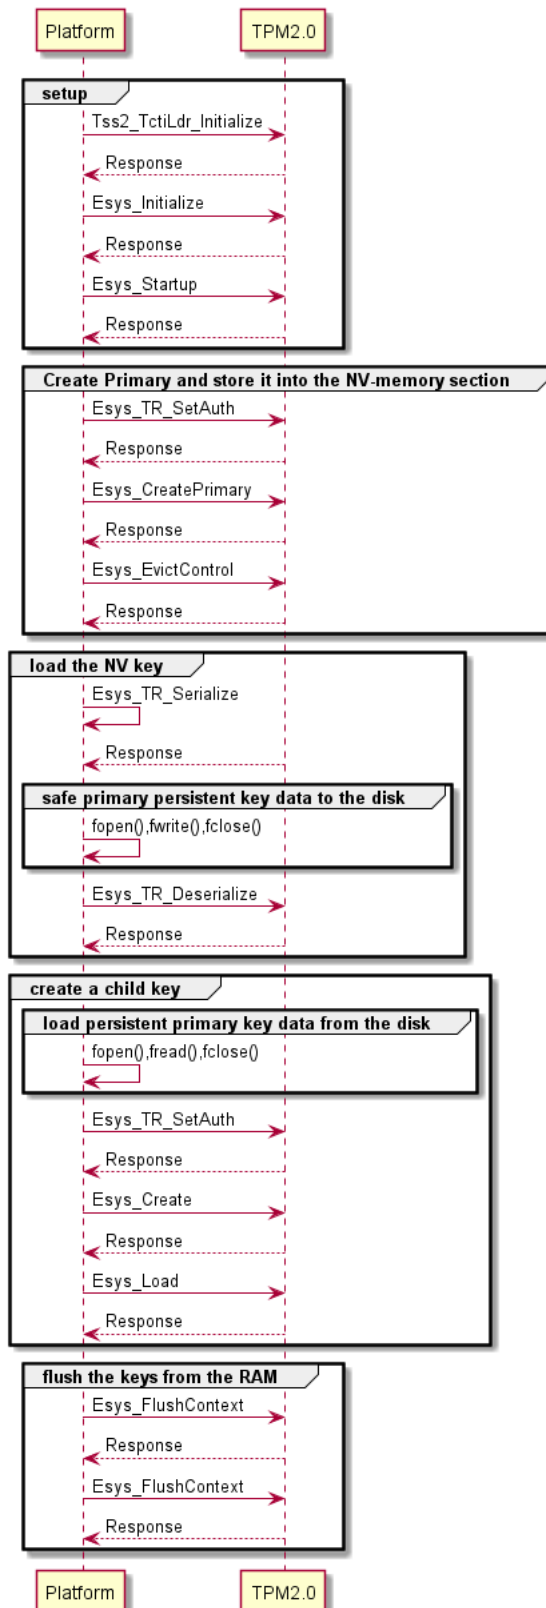 Platform
TPM2.0
setup
Tss2_TctiLdr_Initialize
Response
Esys_Initialize
Response
Esys_Startup
Response
Create Primary and store it into the NV-memory section
Esys_TR_SetAuth
Response
Esys_CreatePrimary
Response
Esys_EvictControl
Response
load the NV key
Esys_TR_Serialize
Response
safe primary persistent key data to the disk
fopen(),fwrite(),fclose()
Esys_TR_Deserialize
Response
create a child key
load persistent primary key data from the disk
fopen(),fread(),fclose()
Esys_TR_SetAuth
Response
Esys_Create
Response
Esys_Load
Response
flush the keys from the RAM
Esys_FlushContext
Response
Esys_FlushContext
Response
Platform
TPM2.0